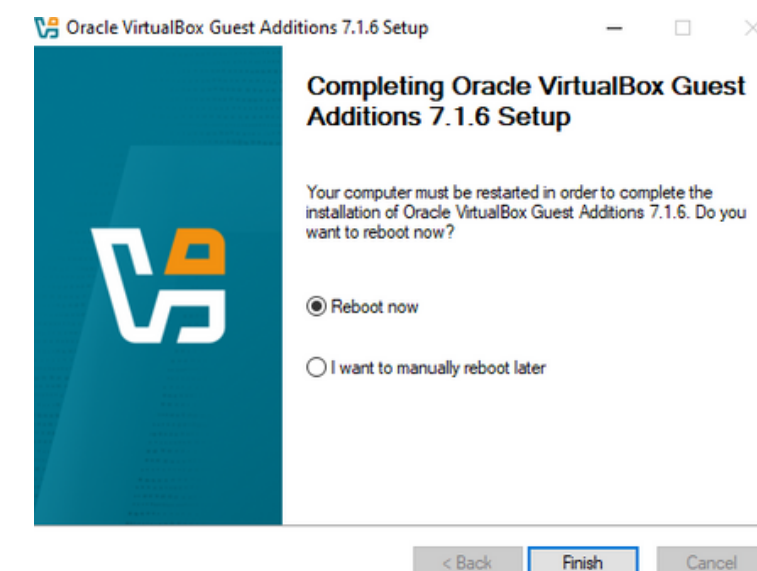 Oracle VirtualBox Guest Additions 7.1.6 Setup
Completing Oracle VirtualBox Guest
Additions 7.1.6 Setup
Your computer must be restarted in order to complete the
installation of Oracle VirtualBox Guest Additions 7.1.6. Do you
want to reboot now?
Reboot now
I want to manually reboot later
< Back Finish Cancel